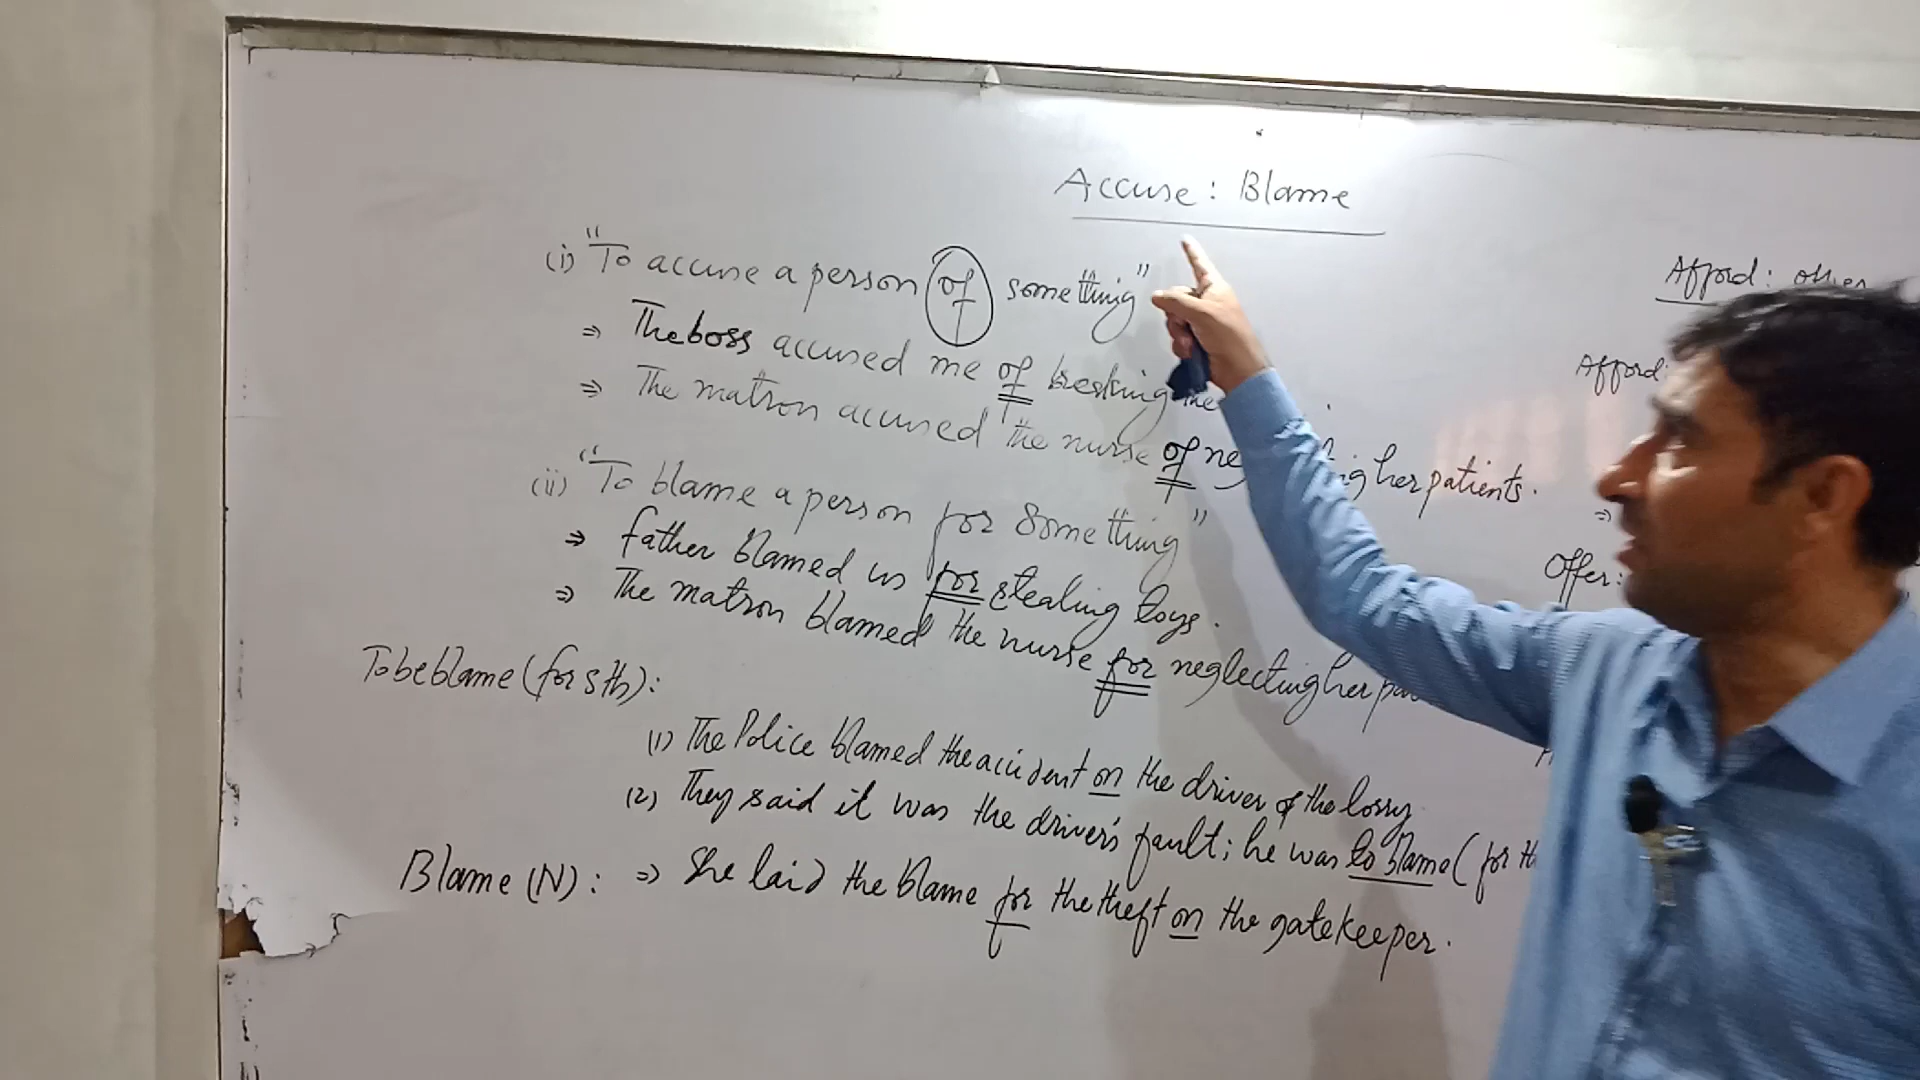 Accuse : Blame
(i) "To accuse a person of something"
⇒ The boss accused me of breaking the
⇒ The matron accused the nurse of her patients.
(ii) "To blame a person for something"
⇒ father blamed us for stealing toys.
⇒ The matron blamed the nurse for neglecting her
To be blame (for sth):
(1) The Police blamed the accident on the driver of the lorry.
(2) They said it was the driver's fault; he was to blame (for
Blame (N): ⇒ She laid the blame for the theft on the gatekeeper.
Afford:
Afford:
⇒
Offer: